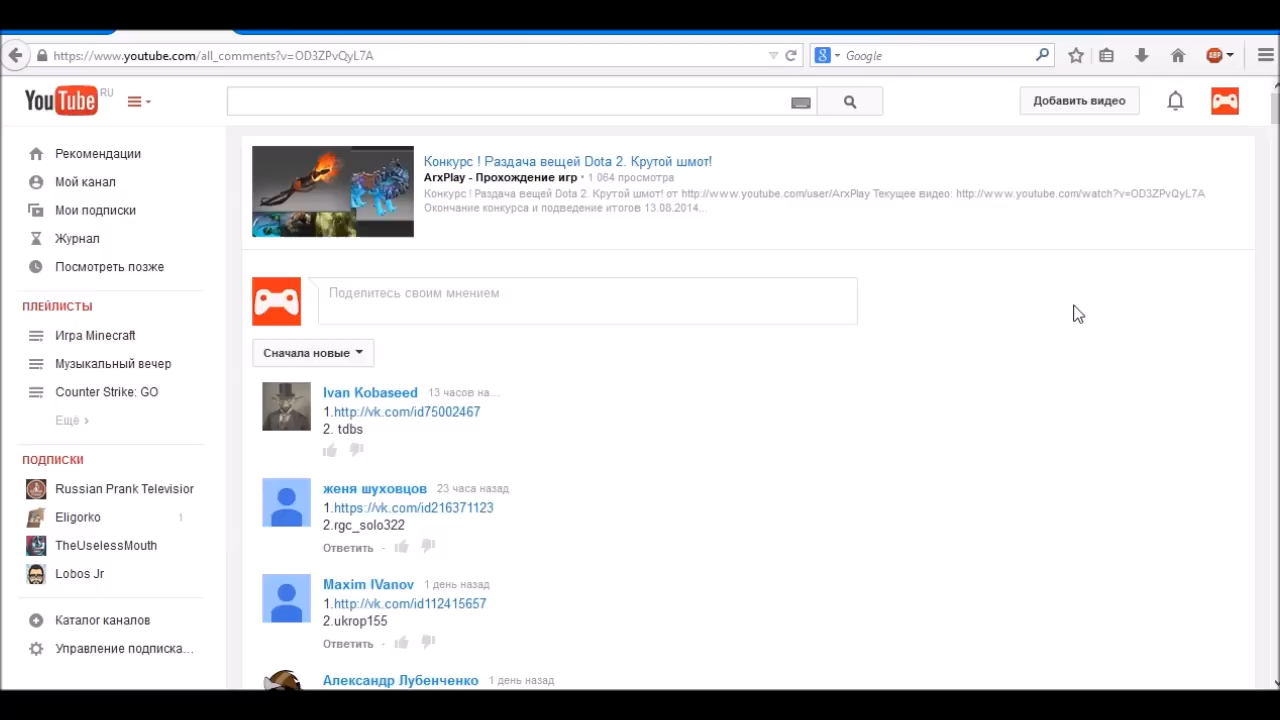 https://www.youtube.com/all_comments?v=OD3ZPvQyL7A
Google
ABP
YouTube RU
Добавить видео
Рекомендации
Мой канал
Мои подписки
Журнал
Посмотреть позже
ПЛЕЙЛИСТЫ
Игра Minecraft
Музыкальный вечер
Counter Strike: GO
Ещё ›
ПОДПИСКИ
Russian Prank Televisior
Eligorko 1
TheUselessMouth
Lobos Jr
Каталог каналов
Управление подписка...
Конкурс ! Раздача вещей Dota 2. Крутой шмот!
ArxPlay - Прохождение игр • 1 064 просмотра
Конкурс ! Раздача вещей Dota 2. Крутой шмот! от http://www.youtube.com/user/ArxPlay Текущее видео: http://www.youtube.com/watch?v=OD3ZPvQyL7A
Окончание конкурса и подведение итогов 13.08.2014...
Поделитесь своим мнением
Сначала новые
Ivan Kobaseed 13 часов на...
1.http://vk.com/id75002467
2. tdbs
женя шуховцов 23 часа назад
1.https://vk.com/id216371123
2.rgc_solo322
Ответить -
Maxim IVanov 1 день назад
1.http://vk.com/id112415657
2.ukrop155
Ответить -
Александр Лубенченко 1 день назад